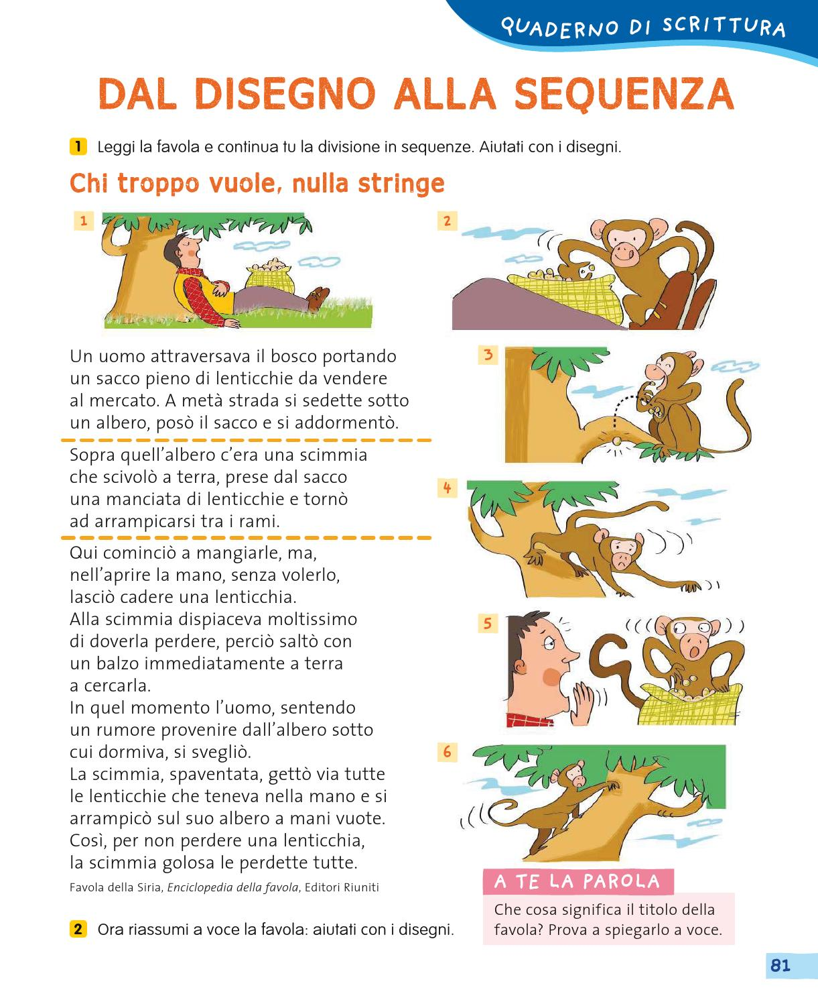 QUADERNO DI SCRITTURA
DAL DISEGNO ALLA SEQUENZA
1 Leggi la favola e continua tu la divisione in sequenze. Aiutati con i disegni.
Chi troppo vuole, nulla stringe
1
2
Un uomo attraversava il bosco portando
un sacco pieno di lenticchie da vendere
al mercato. A metà strada si sedette sotto
un albero, posò il sacco e si addormentò.
Sopra quell'albero c'era una scimmia
che scivolò a terra, prese dal sacco
una manciata di lenticchie e tornò
ad arrampicarsi tra i rami.
Qui cominciò a mangiarle, ma,
nell'aprire la mano, senza volerlo,
lasciò cadere una lenticchia.
Alla scimmia dispiaceva moltissimo
di doverla perdere, perciò saltò con
un balzo immediatamente a terra
a cercarla.
In quel momento l'uomo, sentendo
un rumore provenire dall'albero sotto
cui dormiva, si svegliò.
La scimmia, spaventata, gettò via tutte
le lenticchie che teneva nella mano e si
arrampicò sul suo albero a mani vuote.
Così, per non perdere una lenticchia,
la scimmia golosa le perdette tutte.
Favola della Siria, Enciclopedia della favola, Editori Riuniti
3
4
5
6
2 Ora riassumi a voce la favola: aiutati con i disegni.
A TE LA PAROLA
Che cosa significa il titolo della
favola? Prova a spiegarlo a voce.
81